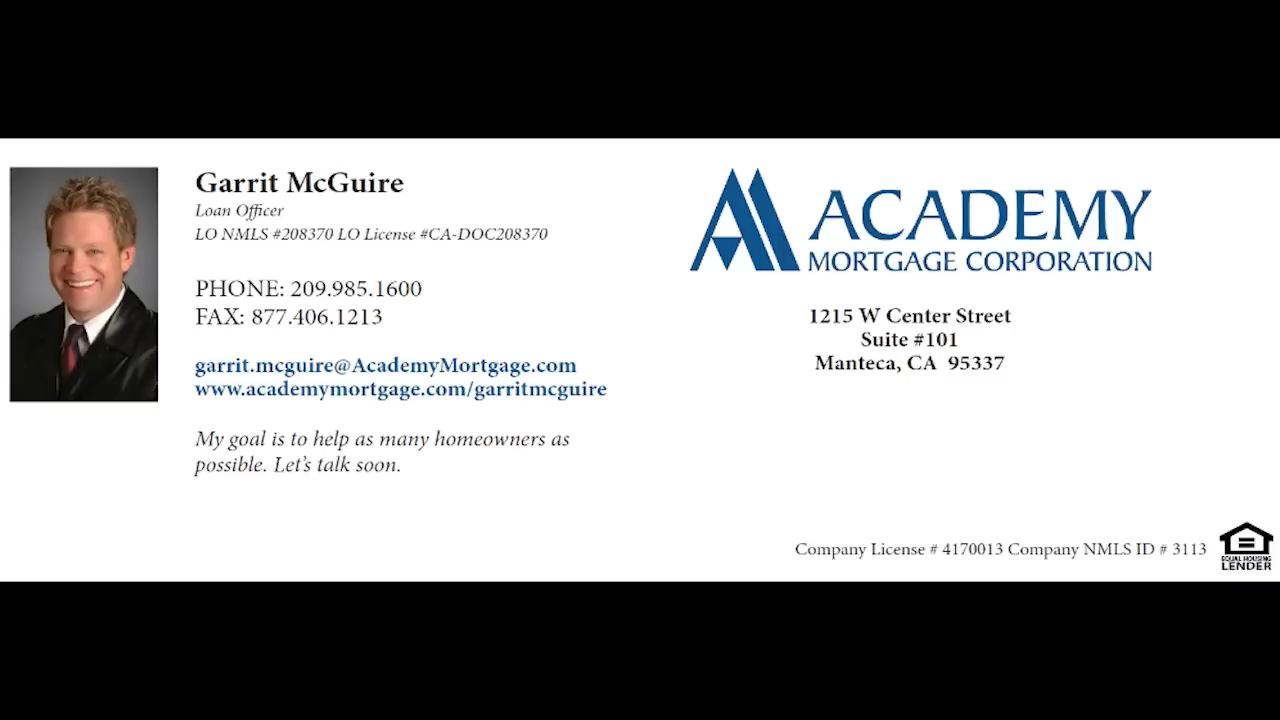 Garrit McGuire
Loan Officer
LO NMLS #208370 LO License #CA-DOC208370
PHONE: 209.985.1600
FAX: 877.406.1213
garrit.mcguire@AcademyMortgage.com
www.academymortgage.com/garritmcguire
My goal is to help as many homeowners as
possible. Let's talk soon.
ACADEMY
MORTGAGE CORPORATION
1215 W Center Street
Suite #101
Manteca, CA  95337
Company License # 4170013 Company NMLS ID # 3113
EQUAL HOUSING
LENDER